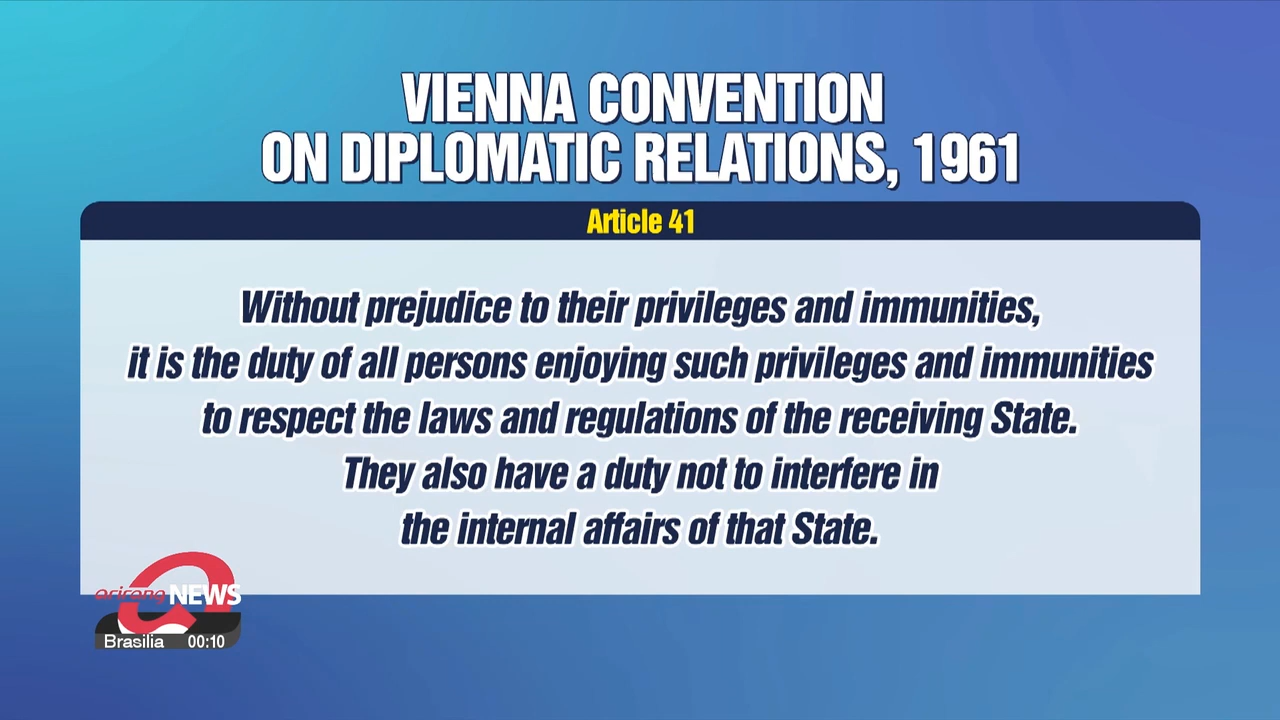 VIENNA CONVENTION
ON DIPLOMATIC RELATIONS, 1961
Article 41
Without prejudice to their privileges and immunities,
it is the duty of all persons enjoying such privileges and immunities
to respect the laws and regulations of the receiving State.
They also have a duty not to interfere in
the internal affairs of that State.
arirang NEWS
Brasilia 00:10